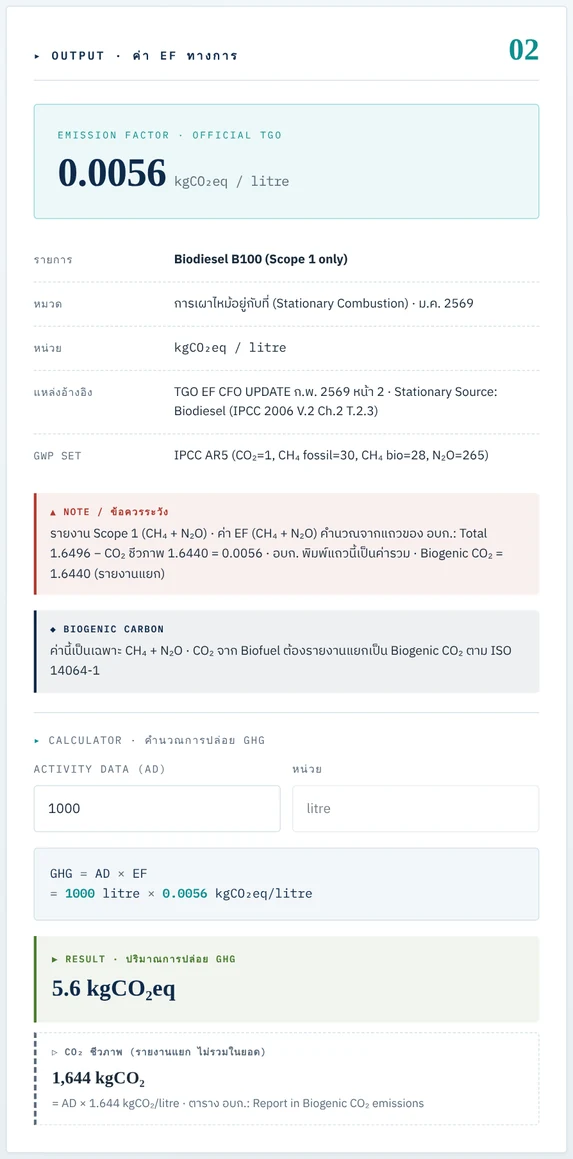 ▸ OUTPUT · ค่า EF ทางการ
02
EMISSION FACTOR · OFFICIAL TGO
0.0056 kgCO₂eq / litre
รายการ
Biodiesel B100 (Scope 1 only)
หมวด
การเผาไหม้อยู่กับที่ (Stationary Combustion) · ม.ค. 2569
หน่วย
kgCO₂eq / litre
แหล่งอ้างอิง
TGO EF CFO UPDATE ก.พ. 2569 หน้า 2 · Stationary Source:
Biodiesel (IPCC 2006 V.2 Ch.2 T.2.3)
GWP SET
IPCC AR5 (CO₂=1, CH₄ fossil=30, CH₄ bio=28, N₂O=265)
▲ NOTE / ข้อควรระวัง
รายงาน Scope 1 (CH₄ + N₂O) · ค่า EF (CH₄ + N₂O) คำนวณจากแถวของ อบก.: Total
1.6496 − CO₂ ชีวภาพ 1.6440 = 0.0056 · อบก. พิมพ์แถวนี้เป็นค่ารวม · Biogenic CO₂ =
1.6440 (รายงานแยก)
◆ BIOGENIC CARBON
ค่านี้เป็นเฉพาะ CH₄ + N₂O · CO₂ จาก Biofuel ต้องรายงานแยกเป็น Biogenic CO₂ ตาม ISO
14064-1
▸ CALCULATOR · คำนวณการปล่อย GHG
ACTIVITY DATA (AD)
หน่วย
1000
litre
GHG = AD × EF
= 1000 litre × 0.0056 kgCO₂eq/litre
▶ RESULT · ปริมาณการปล่อย GHG
5.6 kgCO₂eq
▷ CO₂ ชีวภาพ (รายงานแยก ไม่รวมในยอด)
1,644 kgCO₂
= AD × 1.644 kgCO₂/litre · ตาราง อบก.: Report in Biogenic CO₂ emissions